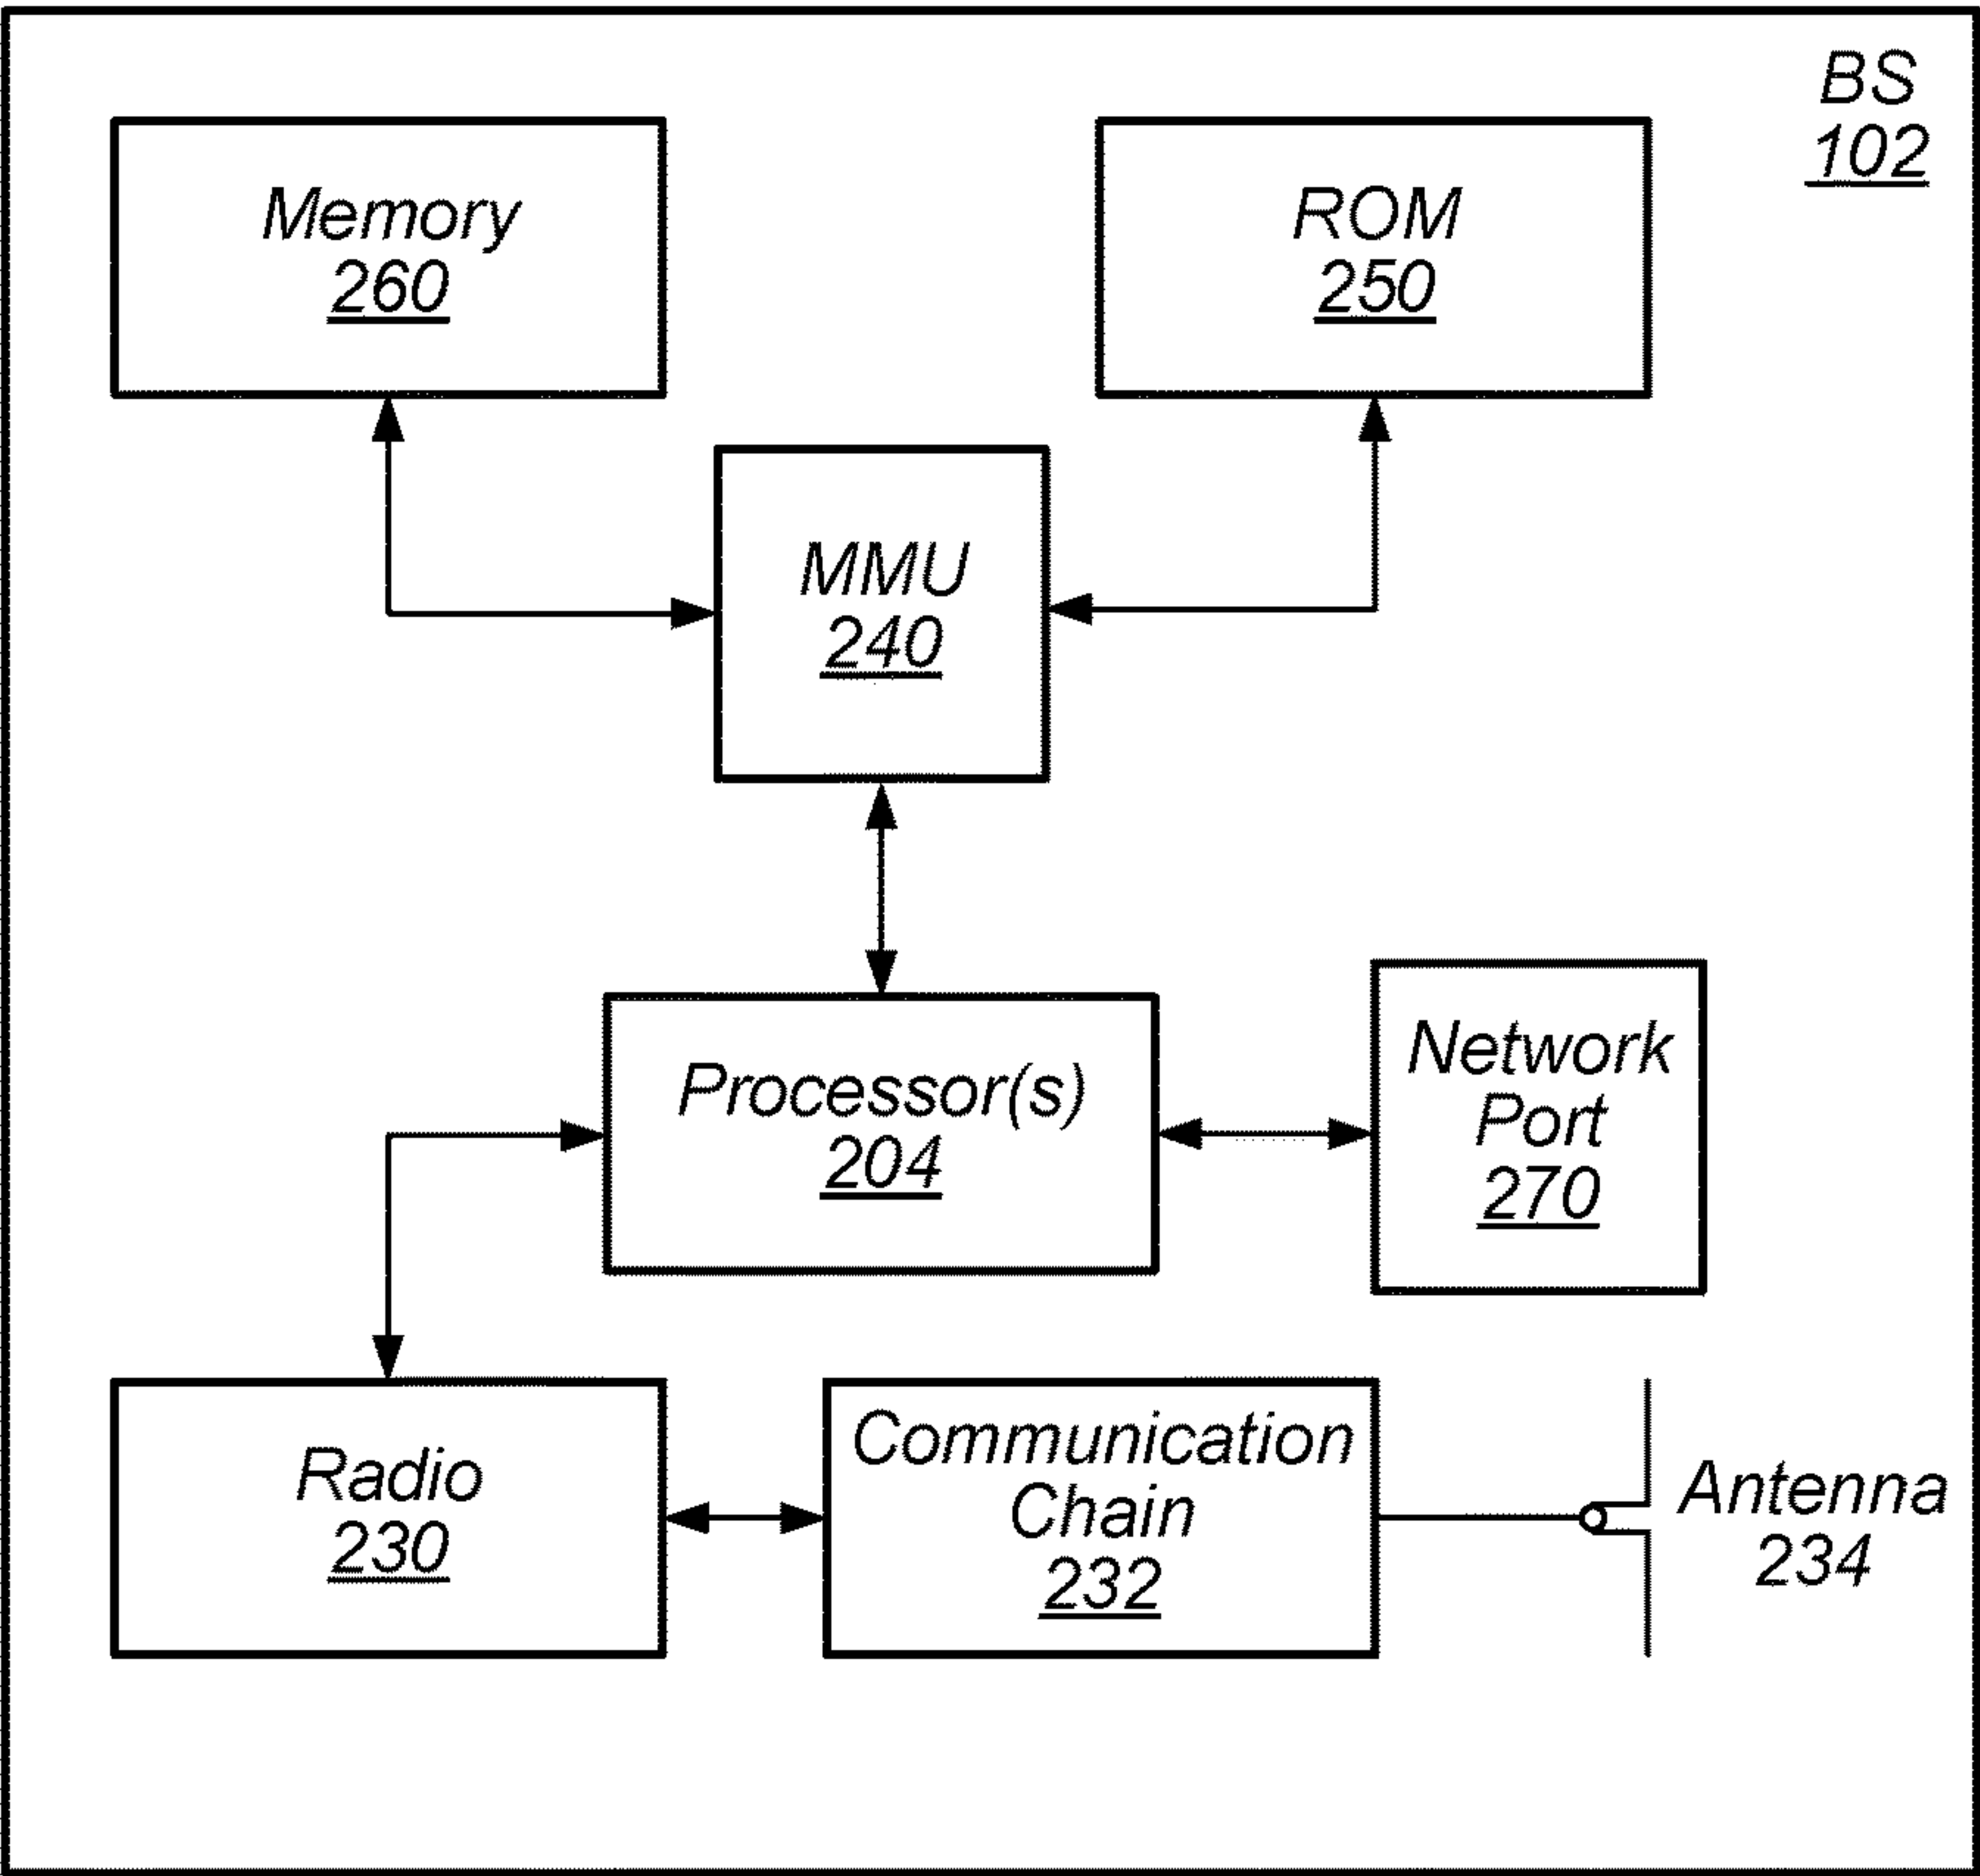 BS
102
Memory
260
ROM
250
MMU
240
Processor(s)
204
Network
Port
270
Radio
230
Communication
Chain
232
Antenna
234